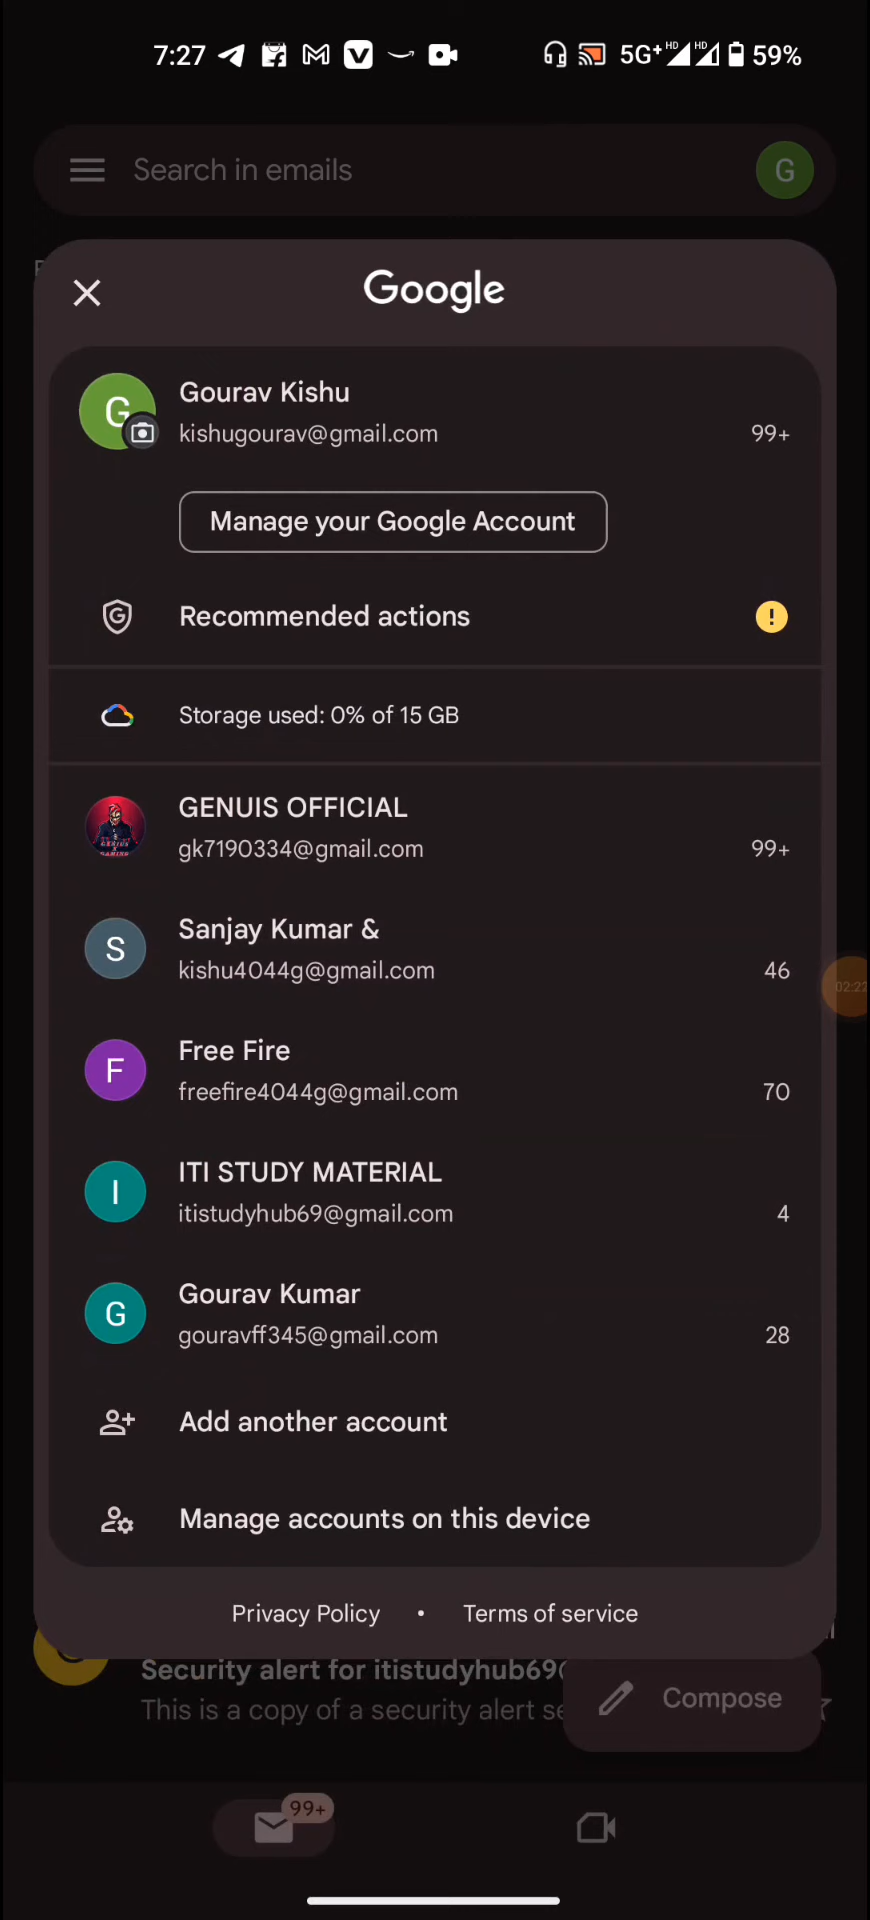 7:27 5G+ HD HD 59%
Search in emails G
Google
G Gourav Kishu
kishugourav@gmail.com 99+
Manage your Google Account
Recommended actions
Storage used: 0% of 15 GB
GENUIS OFFICIAL
gk7190334@gmail.com 99+
S Sanjay Kumar &
kishu4044g@gmail.com 46
02:22
F Free Fire
freefire4044g@gmail.com 70
I ITI STUDY MATERIAL
itistudyhub69@gmail.com 4
G Gourav Kumar
gouravff345@gmail.com 28
Add another account
Manage accounts on this device
Privacy Policy • Terms of service
Security alert for itistudyhub69@
This is a copy of a security alert se
Compose
99+